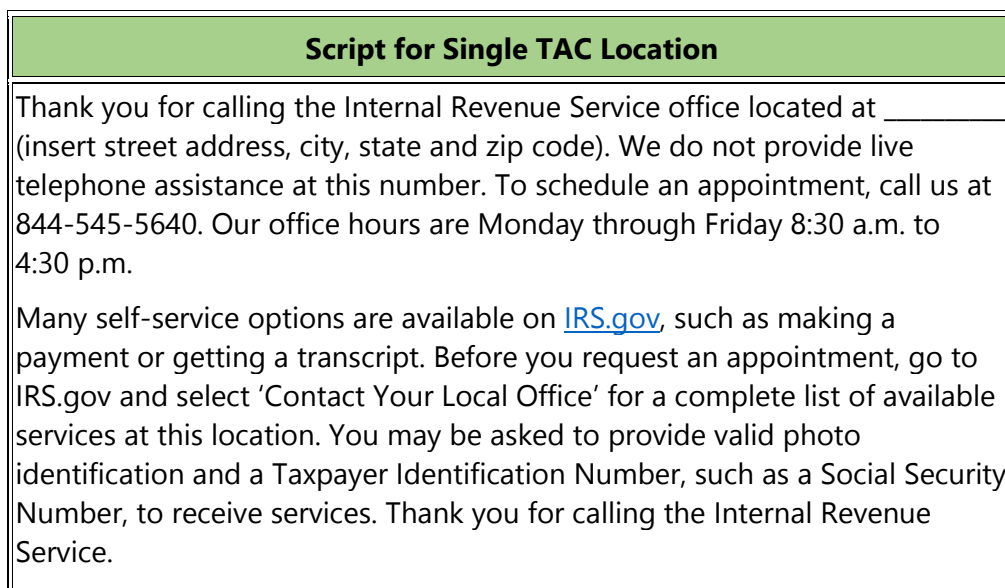 Script for Single TAC Location
Thank you for calling the Internal Revenue Service office located at _________
(insert street address, city, state and zip code). We do not provide live
telephone assistance at this number. To schedule an appointment, call us at
844-545-5640. Our office hours are Monday through Friday 8:30 a.m. to
4:30 p.m.
Many self-service options are available on IRS.gov, such as making a
payment or getting a transcript. Before you request an appointment, go to
IRS.gov and select ‘Contact Your Local Office’ for a complete list of available
services at this location. You may be asked to provide valid photo
identification and a Taxpayer Identification Number, such as a Social Security
Number, to receive services. Thank you for calling the Internal Revenue
Service.